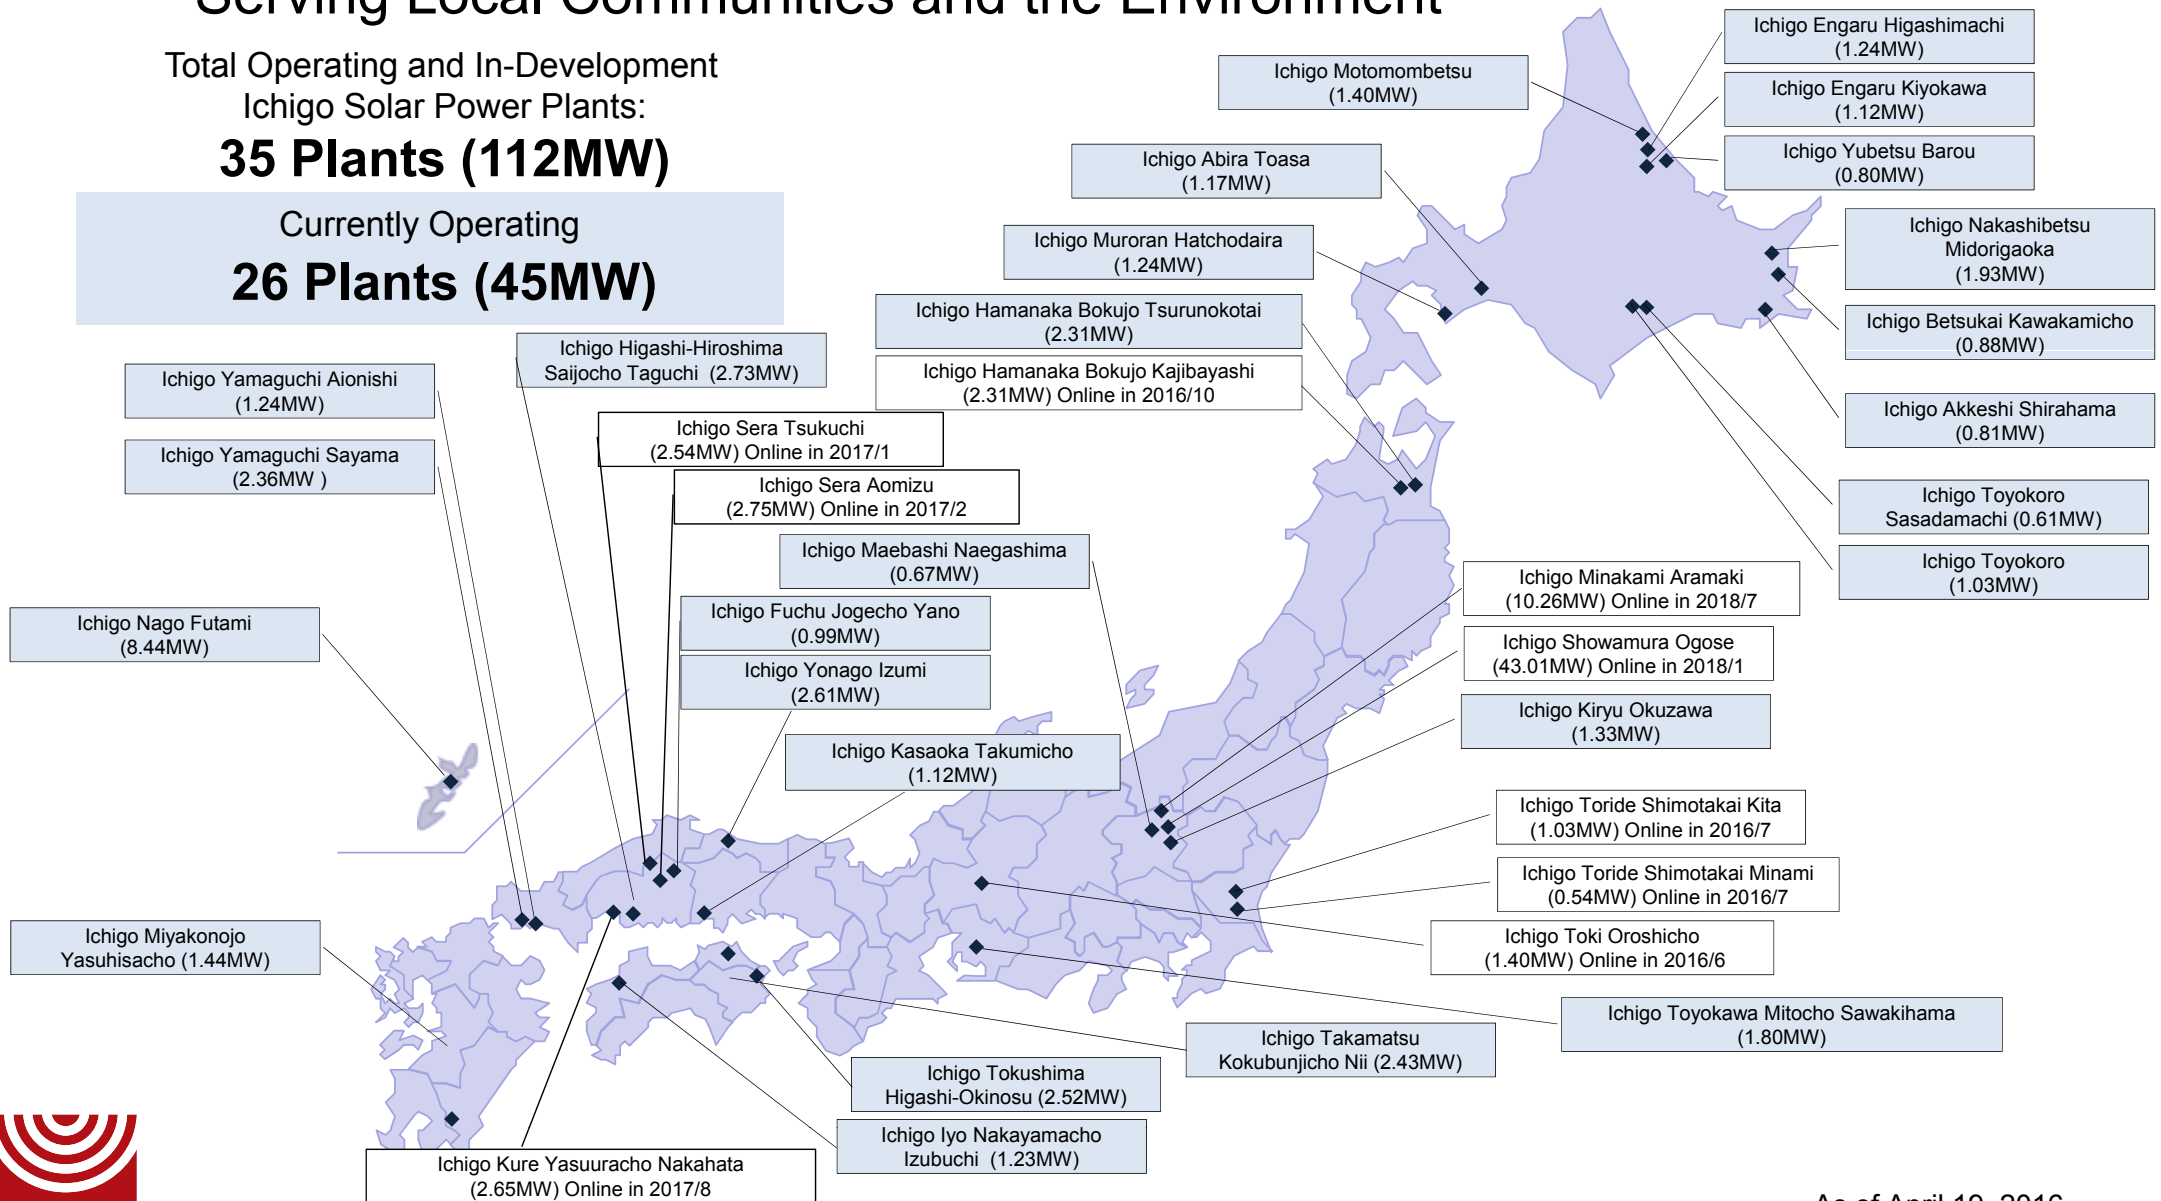 Serving Local Communities and the Environment
Total Operating and In-Development
Ichigo Solar Power Plants:
35 Plants (112MW)
Currently Operating
26 Plants (45MW)
Ichigo Engaru Higashimachi
(1.24MW)
Ichigo Motomombetsu
(1.40MW)
Ichigo Engaru Kiyokawa
(1.12MW)
Ichigo Yubetsu Barou
(0.80MW)
Ichigo Abira Toasa
(1.17MW)
Ichigo Muroran Hatchodaira
(1.24MW)
Ichigo Nakashibetsu
Midorigaoka
(1.93MW)
Ichigo Hamanaka Bokujo Tsurunokotai
(2.31MW)
Ichigo Betsukai Kawakamicho
(0.88MW)
Ichigo Hamanaka Bokujo Kajibayashi
(2.31MW) Online in 2016/10
Ichigo Higashi-Hiroshima
Saijocho Taguchi (2.73MW)
Ichigo Yamaguchi Aionishi
(1.24MW)
Ichigo Akkeshi Shirahama
(0.81MW)
Ichigo Sera Tsukuchi
(2.54MW) Online in 2017/1
Ichigo Yamaguchi Sayama
(2.36MW )
Ichigo Sera Aomizu
(2.75MW) Online in 2017/2
Ichigo Toyokoro
Sasadamachi (0.61MW)
Ichigo Maebashi Naegashima
(0.67MW)
Ichigo Toyokoro
(1.03MW)
Ichigo Minakami Aramaki
(10.26MW) Online in 2018/7
Ichigo Fuchu Jogecho Yano
(0.99MW)
Ichigo Nago Futami
(8.44MW)
Ichigo Showamura Ogose
(43.01MW) Online in 2018/1
Ichigo Yonago Izumi
(2.61MW)
Ichigo Kiryu Okuzawa
(1.33MW)
Ichigo Kasaoka Takumicho
(1.12MW)
Ichigo Toride Shimotakai Kita
(1.03MW) Online in 2016/7
Ichigo Toride Shimotakai Minami
(0.54MW) Online in 2016/7
Ichigo Miyakonojo
Yasuhisacho (1.44MW)
Ichigo Toki Oroshicho
(1.40MW) Online in 2016/6
Ichigo Toyokawa Mitocho Sawakihama
(1.80MW)
Ichigo Takamatsu
Kokubunjicho Nii (2.43MW)
Ichigo Tokushima
Higashi-Okinosu (2.52MW)
Ichigo Iyo Nakayamacho
Izubuchi (1.23MW)
Ichigo Kure Yasuuracho Nakahata
(2.65MW) Online in 2017/8
As of April 19, 2016